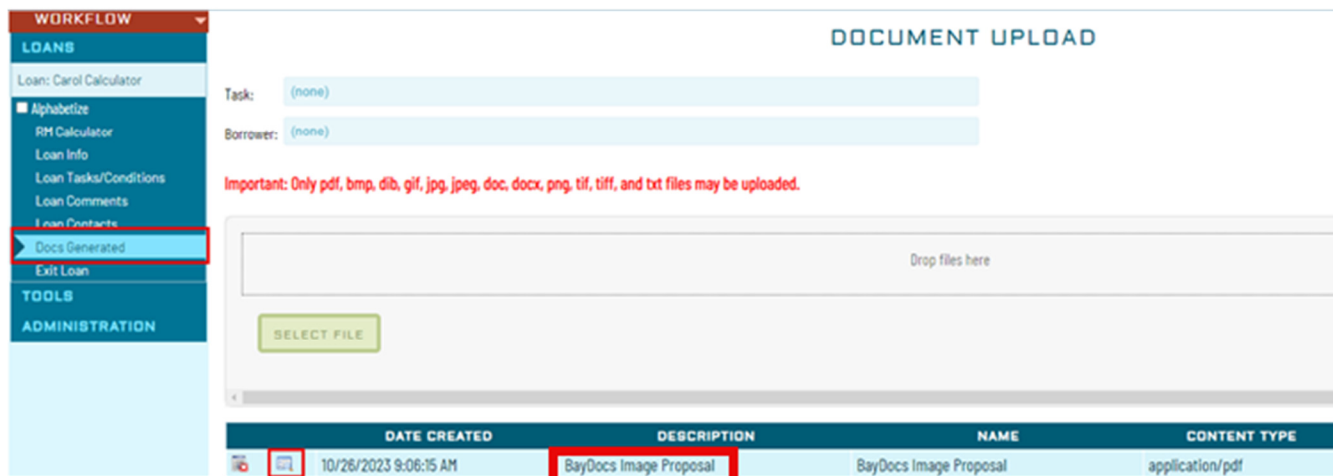 WORKFLOW
LOANS
Loan: Carol Calculator
Alphabetize
RM Calculator
Loan Info
Loan Tasks/Conditions
Loan Comments
Loan Contacts
Docs Generated
Exit Loan
TOOLS
ADMINISTRATION
DOCUMENT UPLOAD
Task: (none)
Borrower: (none)
Important: Only pdf, bmp, dib, gif, jpg, jpeg, doc, docx, png, tif, tiff, and txt files may be uploaded.
Drop files here
SELECT FILE
DATE CREATED DESCRIPTION NAME CONTENT TYPE
10/26/2023 9:06:15 AM BayDocs Image Proposal BayDocs Image Proposal application/pdf